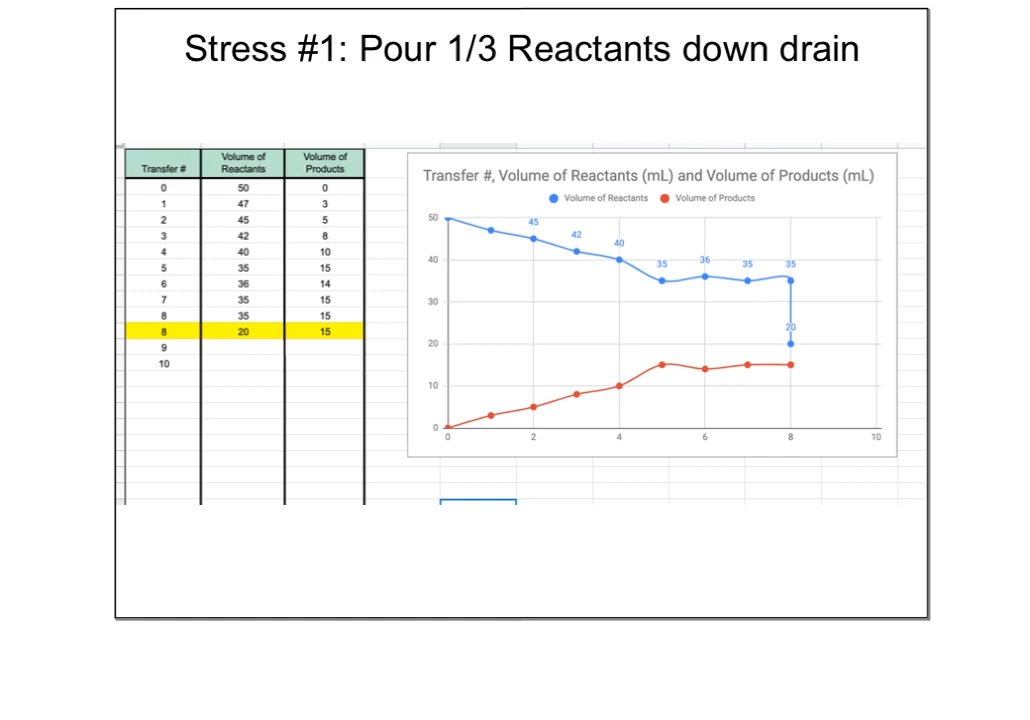 Stress #1: Pour 1/3 Reactants down drain
Transfer # Volume of Reactants Volume of Products
0 50 0
1 47 3
2 45 5
3 42 8
4 40 10
5 35 15
6 36 14
7 35 15
8 35 15
8 20 15
9
10
Transfer #, Volume of Reactants (mL) and Volume of Products (mL)
Volume of Reactants Volume of Products
50
40
30
20
10
0
45
42
40
35
36
35
35
20
0 2 4 6 8 10